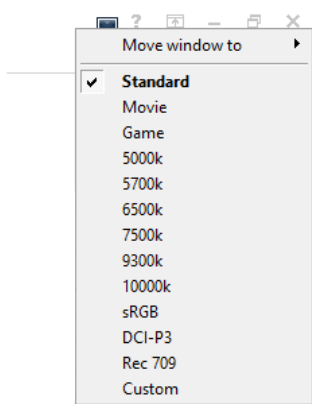 ?
Move window to
Standard
Movie
Game
5000k
5700k
6500k
7500k
9300k
10000k
sRGB
DCI-P3
Rec 709
Custom